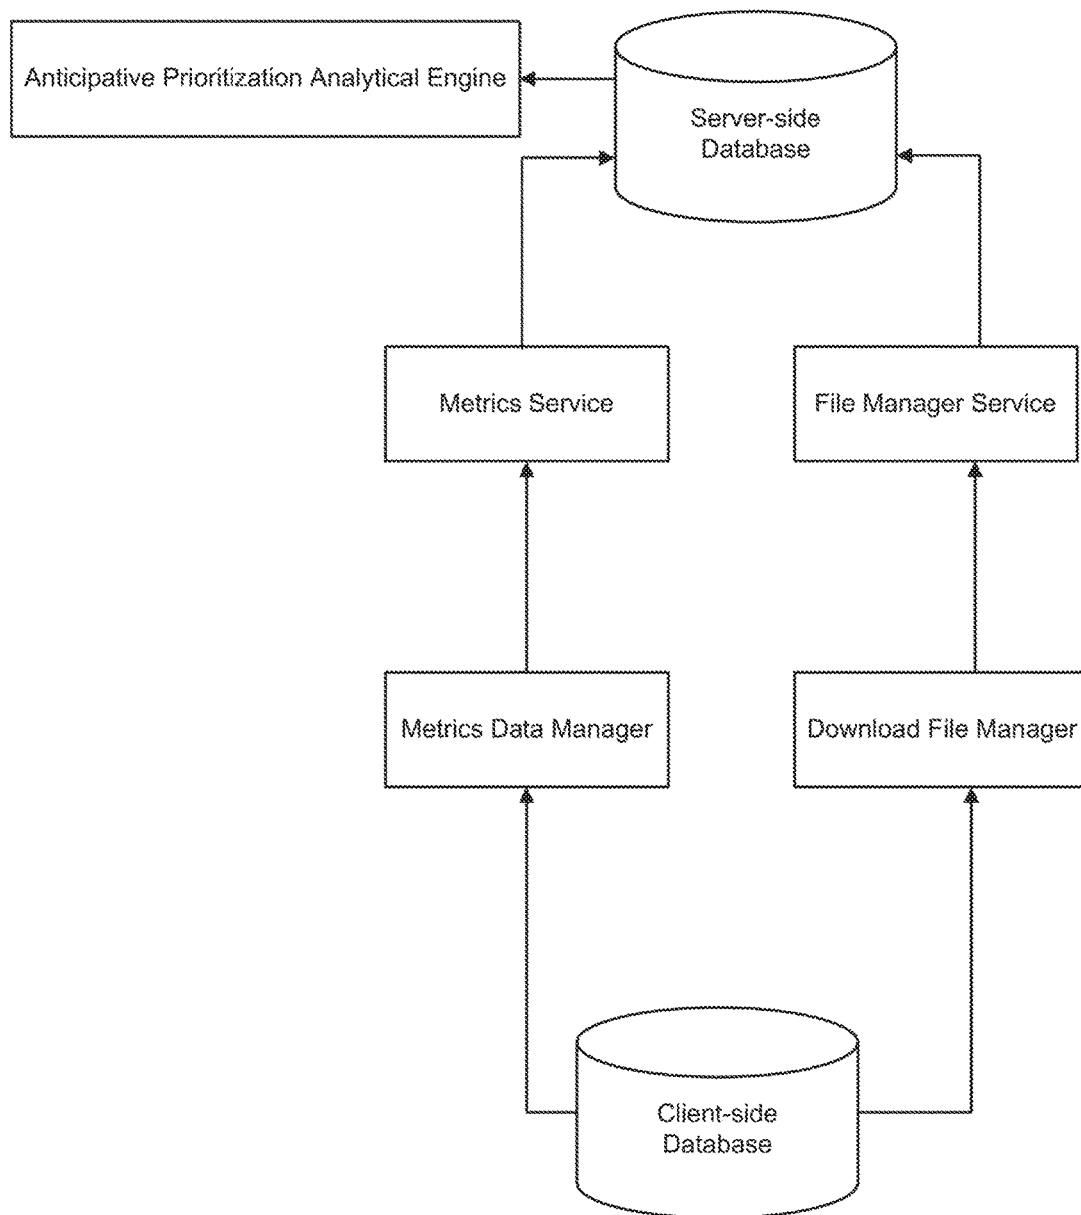 Anticipative Prioritization Analytical Engine
Server-side
Database
Metrics Service
File Manager Service
Metrics Data Manager
Download File Manager
Client-side
Database